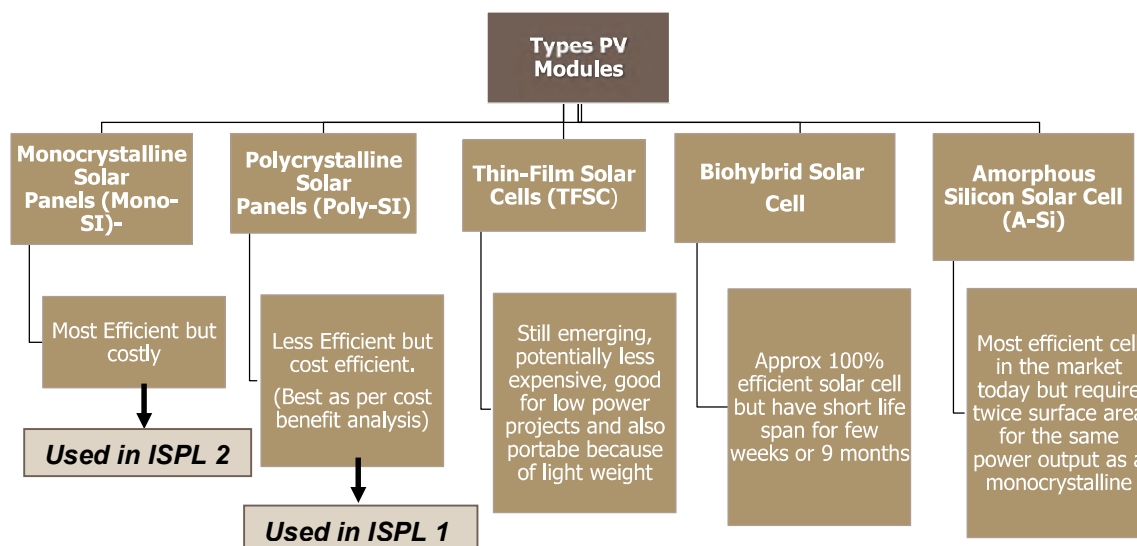 Types PV
Modules
Monocrystalline
Solar
Panels (Mono-
SI)-
Polycrystalline
Solar
Panels (Poly-SI)
Thin-Film Solar
Cells (TFSC)
Biohybrid Solar
Cell
Amorphous
Silicon Solar Cell
(A-Si)
Most Efficient but
costly
Used in ISPL 2
Less Efficient but
cost efficient.
(Best as per cost
benefit analysis)
Used in ISPL 1
Still emerging,
potentially less
expensive, good
for low power
projects and also
portabe because
of light weight
Approx 100%
efficient solar cell
but have short life
span for few
weeks or 9 months
Most efficient cell
in the market
today but require
twice surface area
for the same
power output as a
monocrystalline